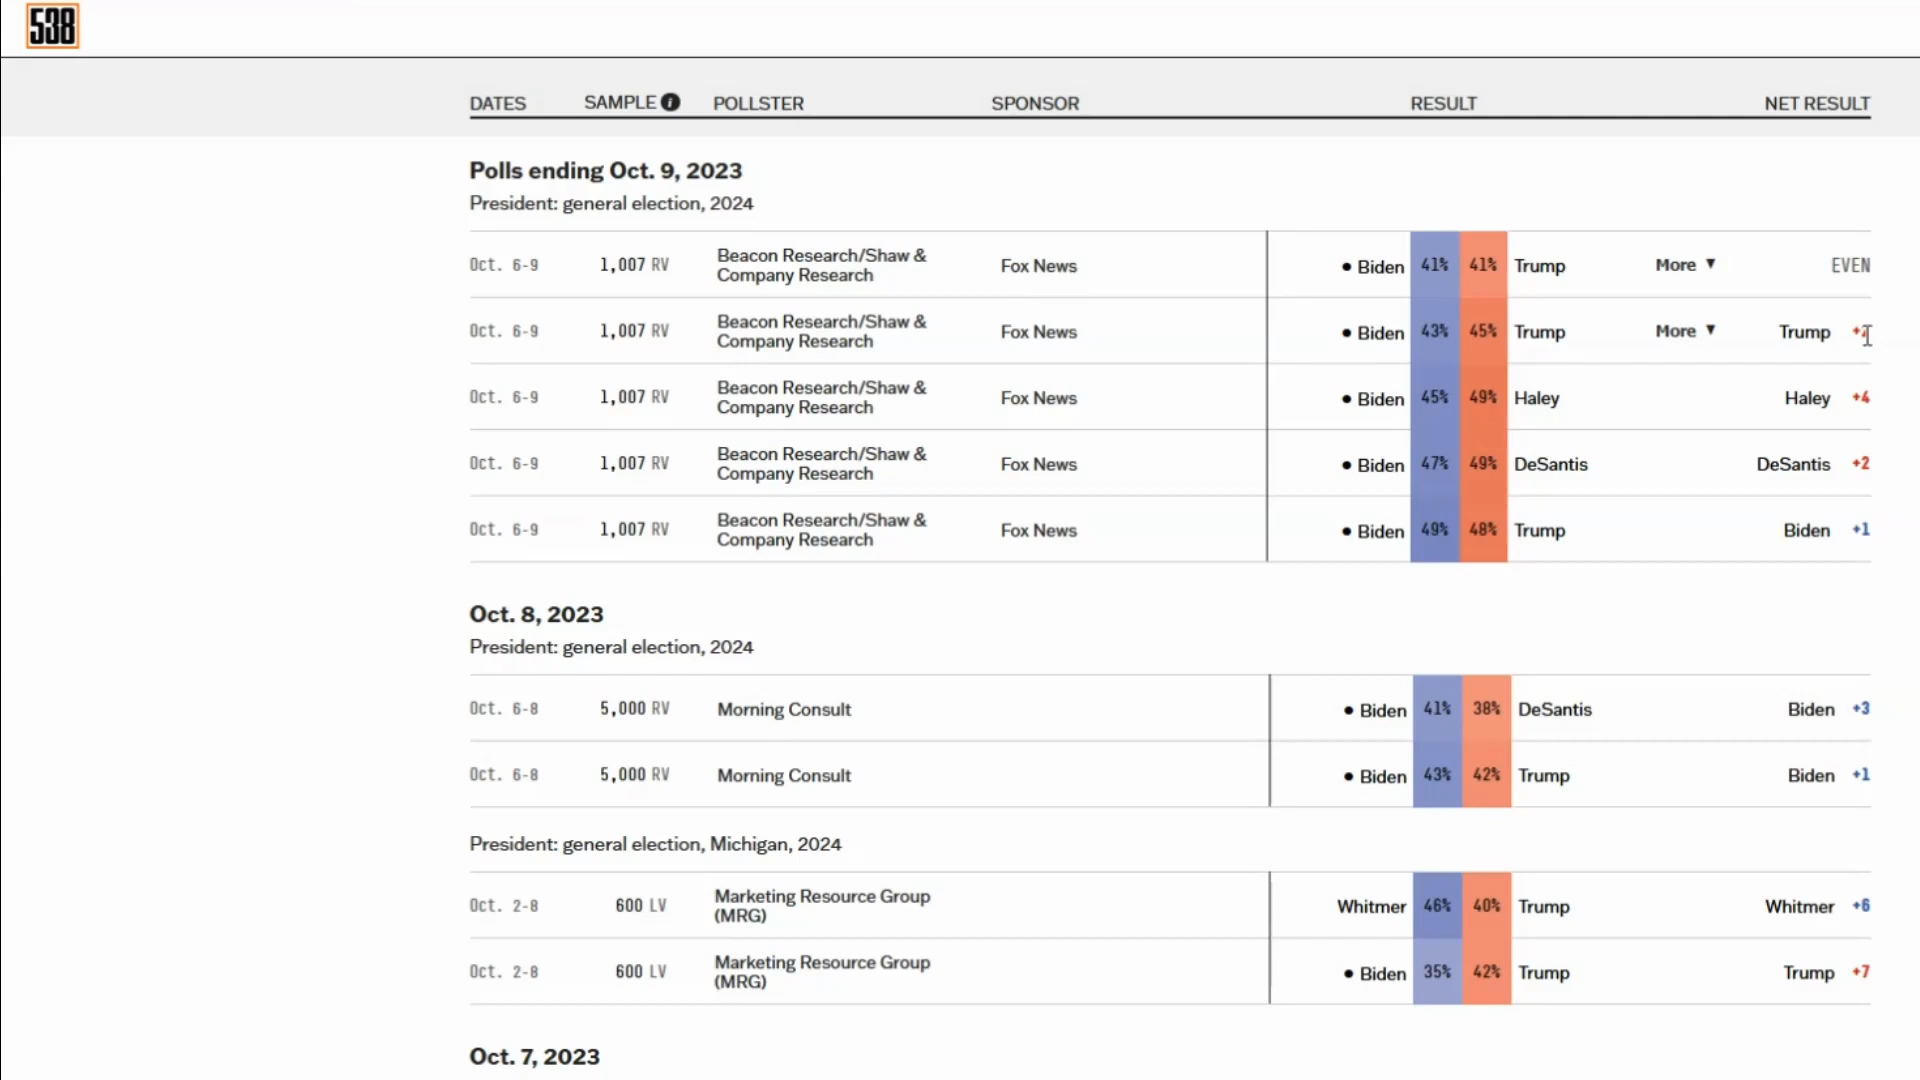 538
DATES SAMPLE i POLLSTER SPONSOR RESULT NET RESULT
Polls ending Oct. 9, 2023
President: general election, 2024
Oct. 6-9 1,007 RV Beacon Research/Shaw & Company Research Fox News • Biden 41% 41% Trump More ▼ EVEN
Oct. 6-9 1,007 RV Beacon Research/Shaw & Company Research Fox News • Biden 43% 45% Trump More ▼ Trump
Oct. 6-9 1,007 RV Beacon Research/Shaw & Company Research Fox News • Biden 45% 49% Haley Haley +4
Oct. 6-9 1,007 RV Beacon Research/Shaw & Company Research Fox News • Biden 47% 49% DeSantis DeSantis +2
Oct. 6-9 1,007 RV Beacon Research/Shaw & Company Research Fox News • Biden 49% 48% Trump Biden +1
Oct. 8, 2023
President: general election, 2024
Oct. 6-8 5,000 RV Morning Consult • Biden 41% 38% DeSantis Biden +3
Oct. 6-8 5,000 RV Morning Consult • Biden 43% 42% Trump Biden +1
President: general election, Michigan, 2024
Oct. 2-8 600 LV Marketing Resource Group (MRG) Whitmer 46% 40% Trump Whitmer +6
Oct. 2-8 600 LV Marketing Resource Group (MRG) • Biden 35% 42% Trump Trump +7
Oct. 7, 2023